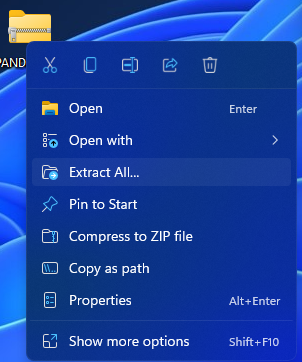 PAND
Open Enter
Open with
Extract All...
Pin to Start
Compress to ZIP file
Copy as path
Properties Alt+Enter
Show more options Shift+F10